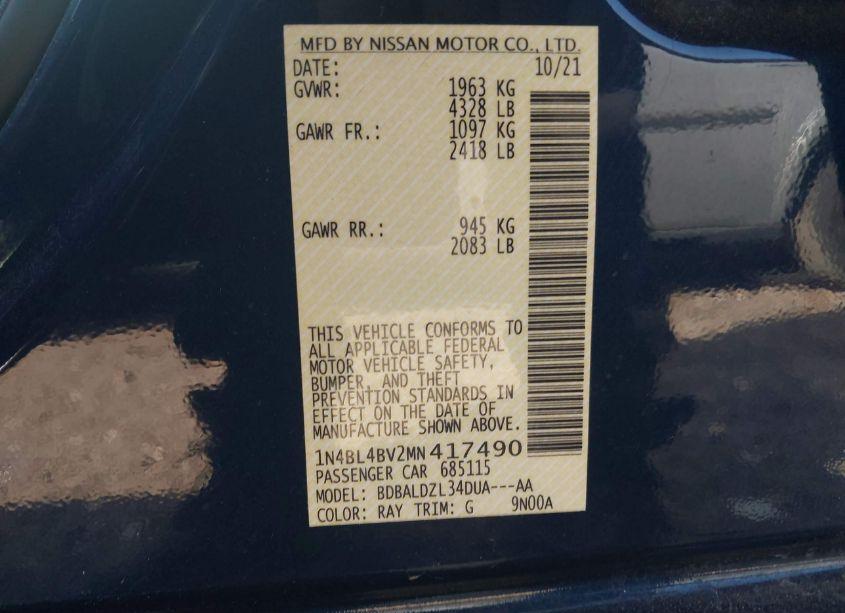 MFD BY NISSAN MOTOR CO., LTD.
DATE: 10/21
GVWR: 1963 KG
4328 LB
GAWR FR.: 1097 KG
2418 LB
GAWR RR.: 945 KG
2083 LB
THIS VEHICLE CONFORMS TO
ALL APPLICABLE FEDERAL
MOTOR VEHICLE SAFETY,
BUMPER, AND THEFT
PREVENTION STANDARDS IN
EFFECT ON THE DATE OF
MANUFACTURE SHOWN ABOVE.
1N4BL4BV2MN417490
PASSENGER CAR 685115
MODEL: BDBALDZL34DUA---AA
COLOR: RAY TRIM: G 9N00A